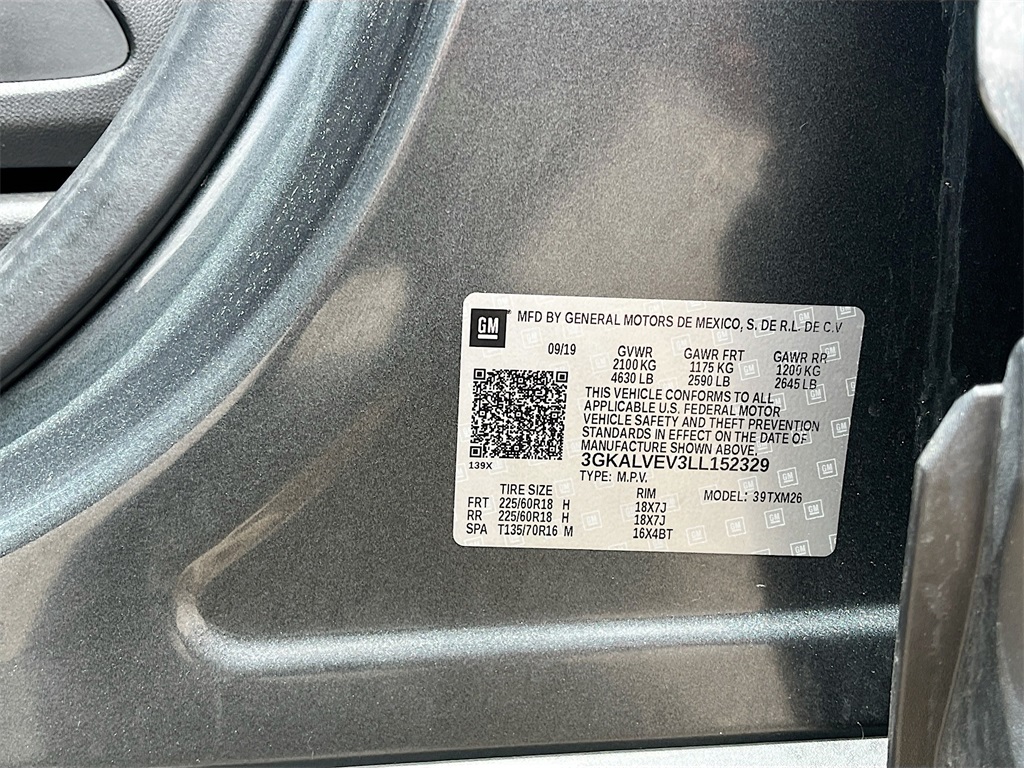 GM MFD BY GENERAL MOTORS DE MEXICO, S. DE R.L. DE C.V
09/19 GVWR GAWR FRT GAWR RR
2100 KG 1175 KG 1200 KG
4630 LB 2590 LB 2645 LB
THIS VEHICLE CONFORMS TO ALL
APPLICABLE U.S. FEDERAL MOTOR
VEHICLE SAFETY AND THEFT PREVENTION
STANDARDS IN EFFECT ON THE DATE OF
MANUFACTURE SHOWN ABOVE.
139X 3GKALVEV3LL152329
TYPE: M.P.V.
TIRE SIZE RIM MODEL: 39TXM26
FRT 225/60R18 H 18X7J
RR 225/60R18 H 18X7J
SPA T135/70R16 M 16X4BT